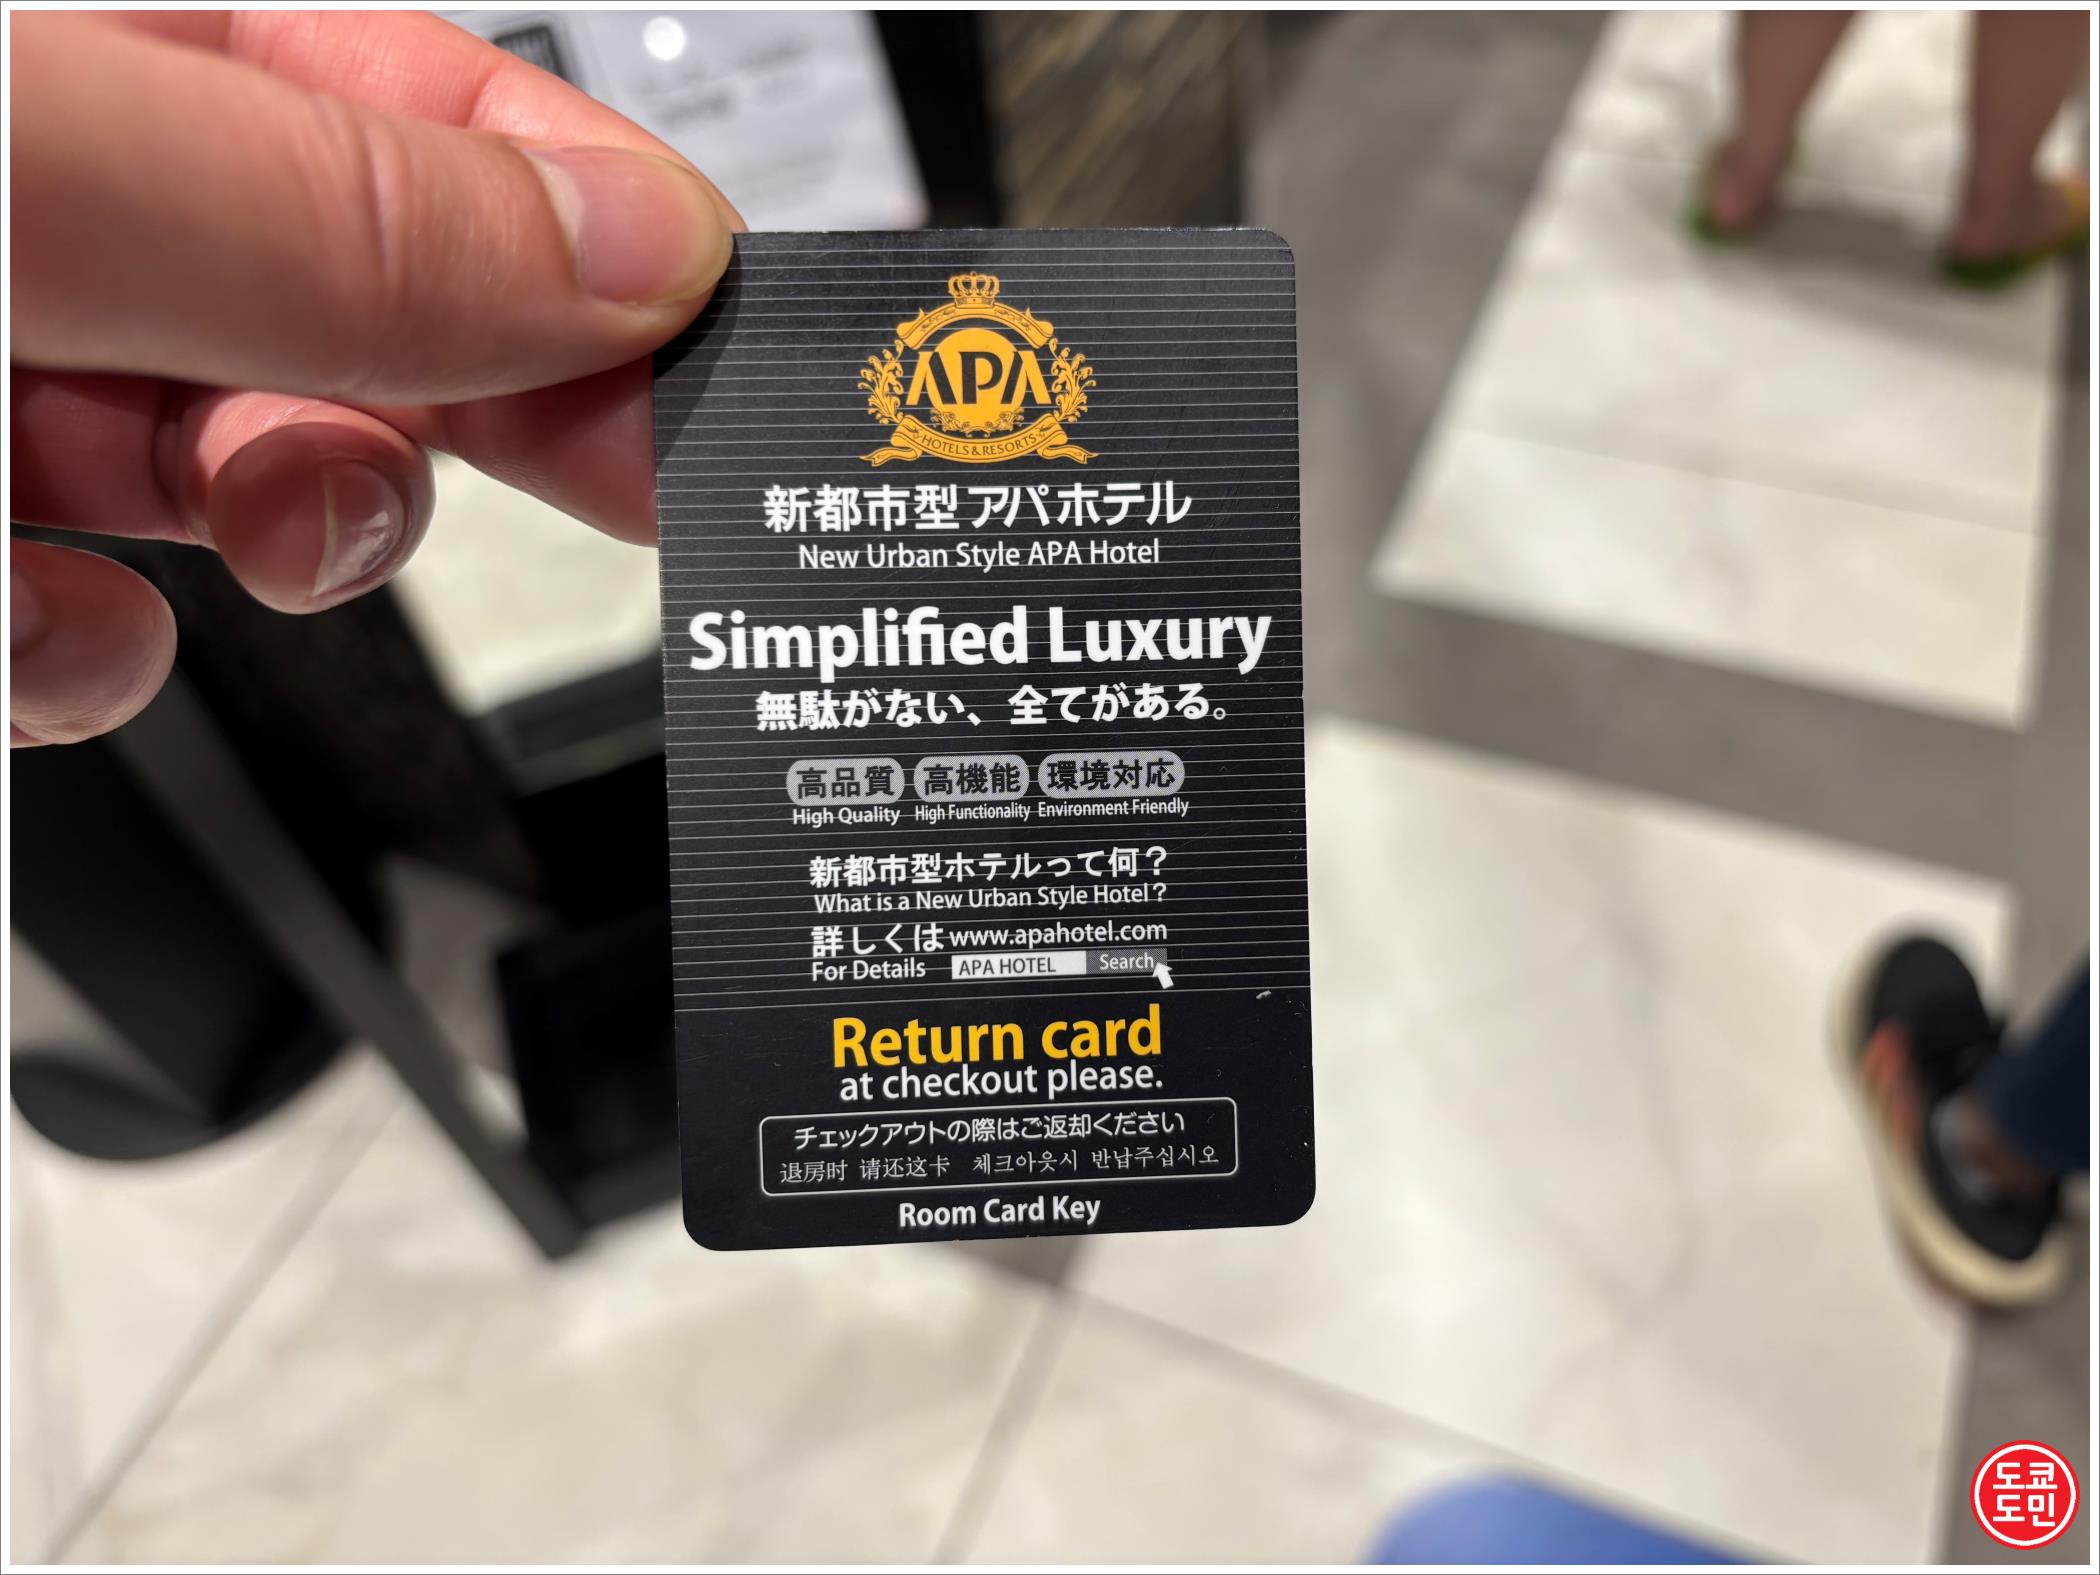 APA
HOTELS & RESORTS
新都市型アパホテル
New Urban Style APA Hotel
Simplified Luxury
無駄がない、全てがある。
高品質 高機能 環境対応
High Quality High Functionality Environment Friendly
新都市型ホテルって何？
What is a New Urban Style Hotel?
詳しくは www.apahotel.com
For Details APA HOTEL Search
Return card
at checkout please.
チェックアウトの際はご返却ください
退房时 请还这卡 체크아웃시 반납주십시오
Room Card Key
도쿄
도민